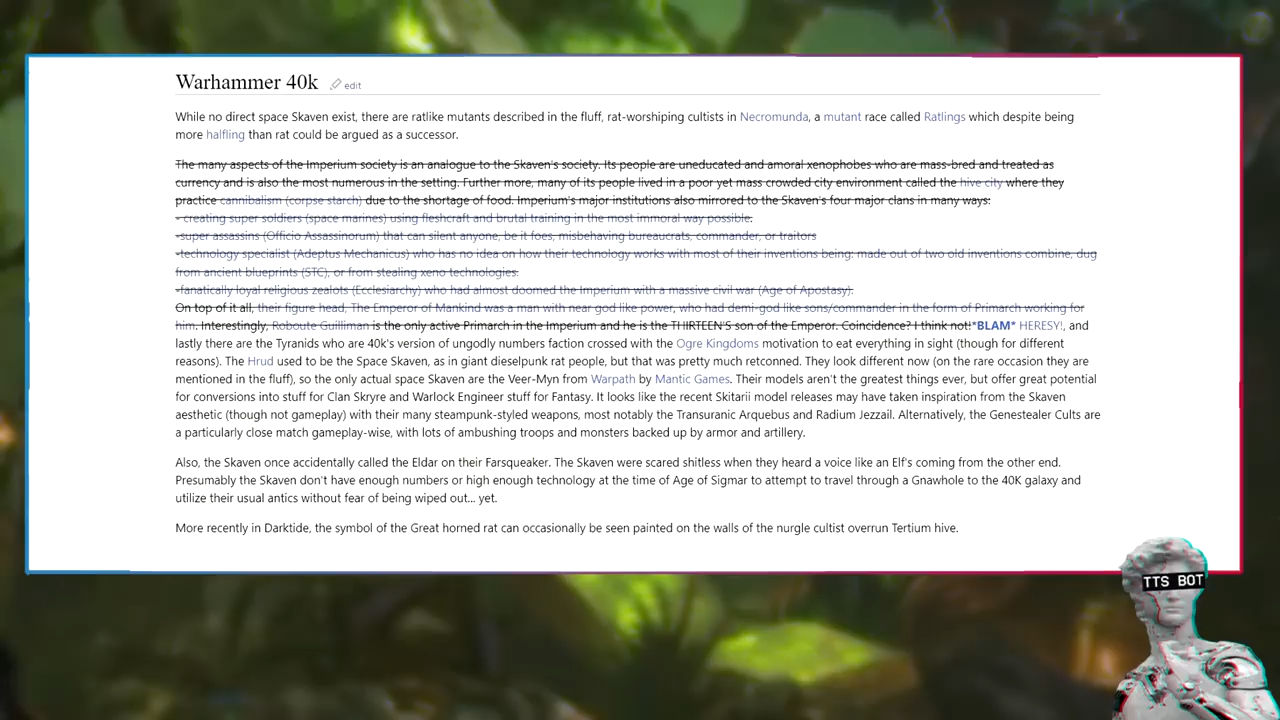 Warhammer 40k edit
While no direct space Skaven exist, there are ratlike mutants described in the fluff, rat-worshiping cultists in Necromunda, a mutant race called Ratlings which despite being
more halfling than rat could be argued as a successor.
The many aspects of the Imperium society is an analogue to the Skaven's society. Its people are uneducated and amoral xenophobes who are mass-bred and treated as
currency and is also the most numerous in the setting. Further more, many of its people lived in a poor yet mass crowded city environment called the hive city where they
practice cannibalism (corpse starch) due to the shortage of food. Imperium's major institutions also mirrored to the Skaven's four major clans in many ways:
- creating super soldiers (space marines) using fleshcraft and brutal training in the most immoral way possible.
-super assassins (Officio Assassinorum) that can silent anyone, be it foes, misbehaving bureaucrats, commander, or traitors
-technology specialist (Adeptus Mechanicus) who has no idea on how their technology works with most of their inventions being: made out of two old inventions combine, dug
from ancient blueprints (STC), or from stealing xeno technologies.
-fanatically loyal religious zealots (Ecclesiarchy) who had almost doomed the Imperium with a massive civil war (Age of Apostasy).
On top of it all, their figure head, The Emperor of Mankind was a man with near god like power, who had demi-god like sons/commander in the form of Primarch working for
him. Interestingly, Roboute Guilliman is the only active Primarch in the Imperium and he is the THIRTEEN'S son of the Emperor. Coincidence? I think not!*BLAM* HERESY!, and
lastly there are the Tyranids who are 40k's version of ungodly numbers faction crossed with the Ogre Kingdoms motivation to eat everything in sight (though for different
reasons). The Hrud used to be the Space Skaven, as in giant dieselpunk rat people, but that was pretty much retconned. They look different now (on the rare occasion they are
mentioned in the fluff), so the only actual space Skaven are the Veer-Myn from Warpath by Mantic Games. Their models aren't the greatest things ever, but offer great potential
for conversions into stuff for Clan Skryre and Warlock Engineer stuff for Fantasy. It looks like the recent Skitarii model releases may have taken inspiration from the Skaven
aesthetic (though not gameplay) with their many steampunk-styled weapons, most notably the Transuranic Arquebus and Radium Jezzail. Alternatively, the Genestealer Cults are
a particularly close match gameplay-wise, with lots of ambushing troops and monsters backed up by armor and artillery.
Also, the Skaven once accidentally called the Eldar on their Farsqueaker. The Skaven were scared shitless when they heard a voice like an Elf's coming from the other end.
Presumably the Skaven don't have enough numbers or high enough technology at the time of Age of Sigmar to attempt to travel through a Gnawhole to the 40K galaxy and
utilize their usual antics without fear of being wiped out... yet.
More recently in Darktide, the symbol of the Great horned rat can occasionally be seen painted on the walls of the nurgle cultist overrun Tertium hive.
TTS BOT